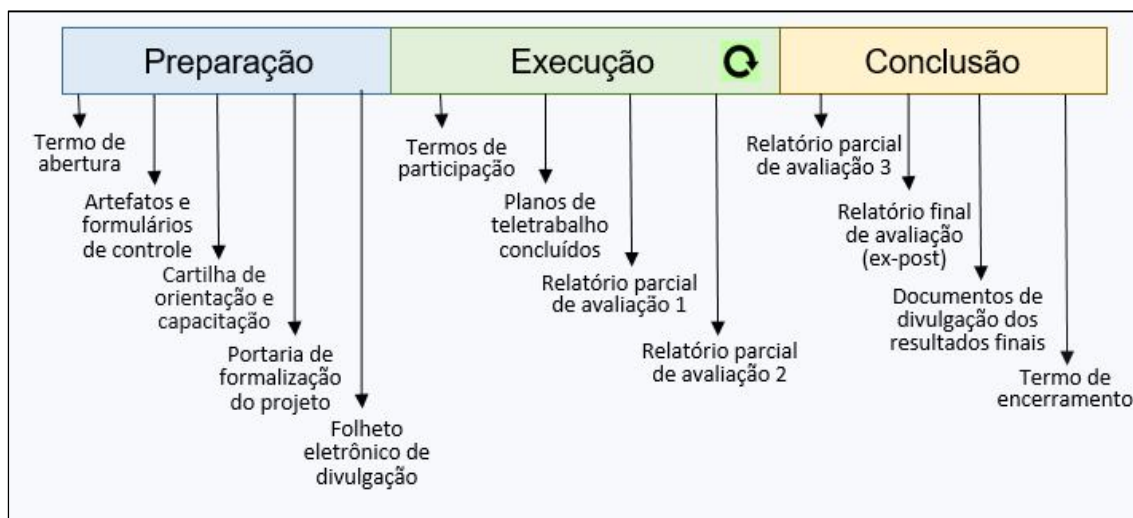 Preparação
Execução
Conclusão
Termo de
abertura
Artefatos e
formulários
de controle
Cartilha de
orientação e
capacitação
Portaria de
formalização
do projeto
Folheto
eletrônico de
divulgação
Termos de
participação
Planos de
teletrabalho
concluídos
Relatório parcial
de avaliação 1
Relatório parcial
de avaliação 2
Relatório parcial
de avaliação 3
Relatório final
de avaliação
(ex-post)
Documentos de
divulgação dos
resultados finais
Termo de
encerramento